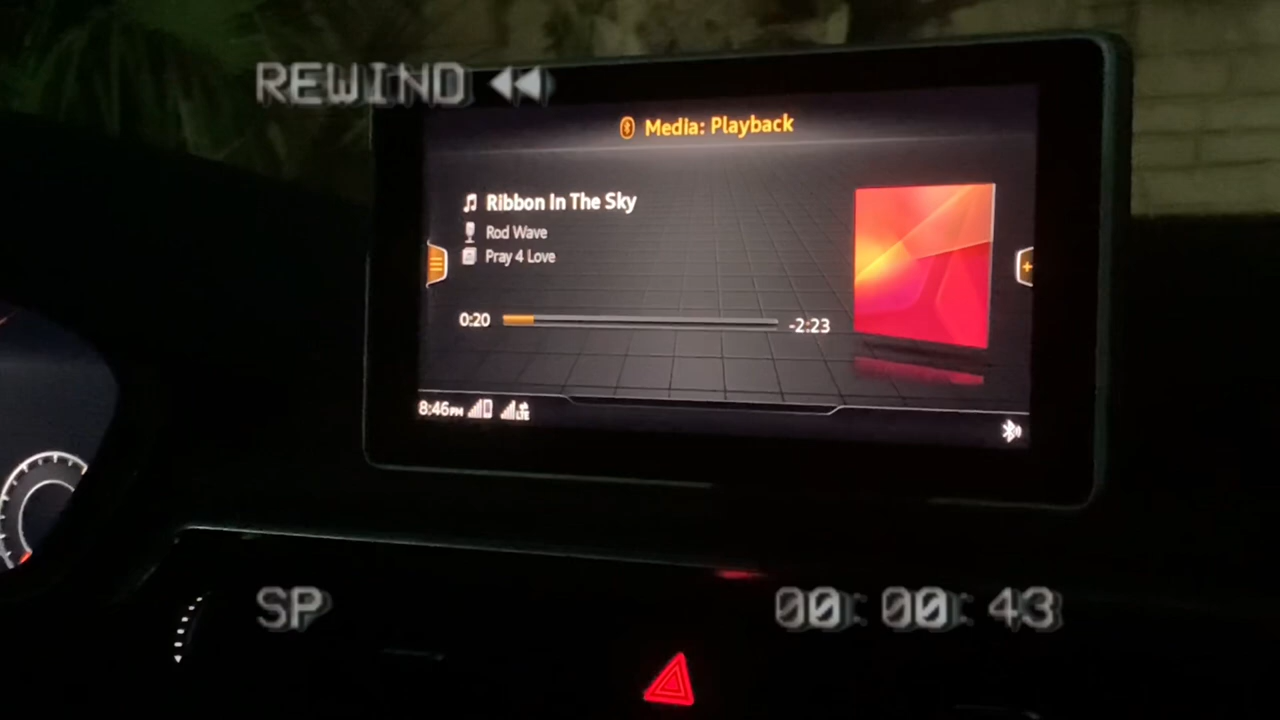 REWIND
Media: Playback
Ribbon In The Sky
Rod Wave
Pray 4 Love
0:20
-2:23
8:46PM
LTE
SP
00:00:43